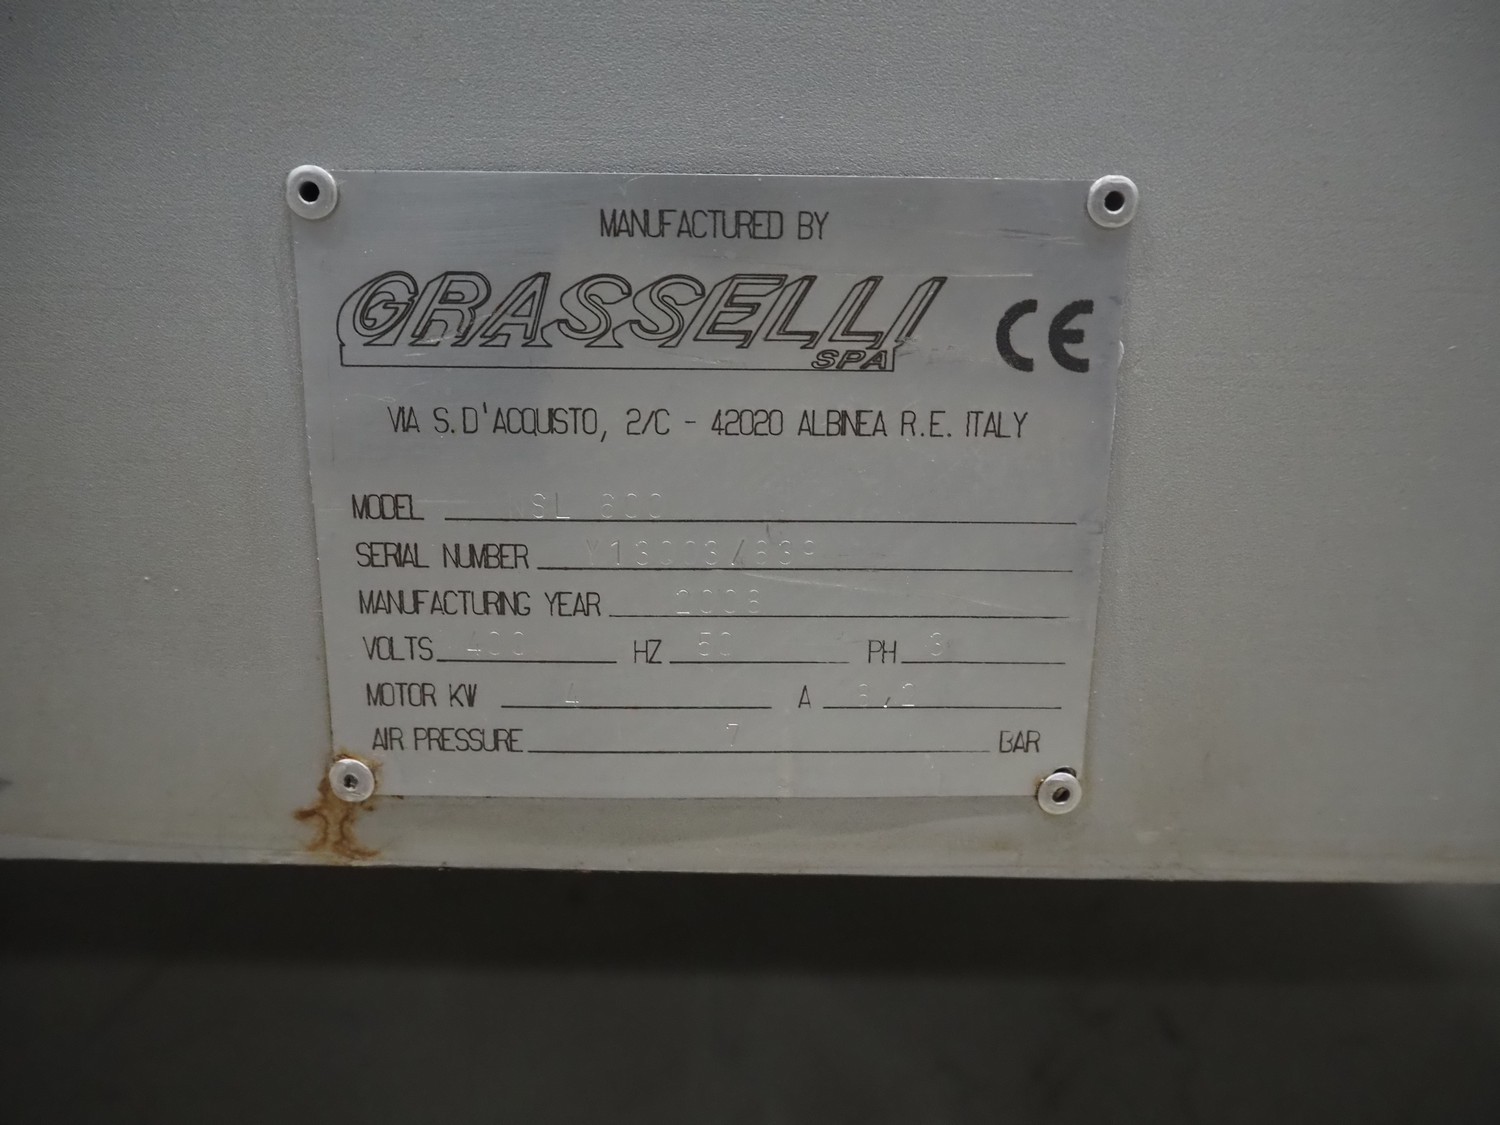 MANUFACTURED BY
GRASSELLI
SPA
CE
VIA S. D'ACQUISTO, 2/C - 42020 ALBINEA R.E. ITALY
MODEL
SERIAL NUMBER
MANUFACTURING YEAR
VOLTS 400 HZ 50 PH 3
MOTOR KW 4 A
AIR PRESSURE 7 BAR